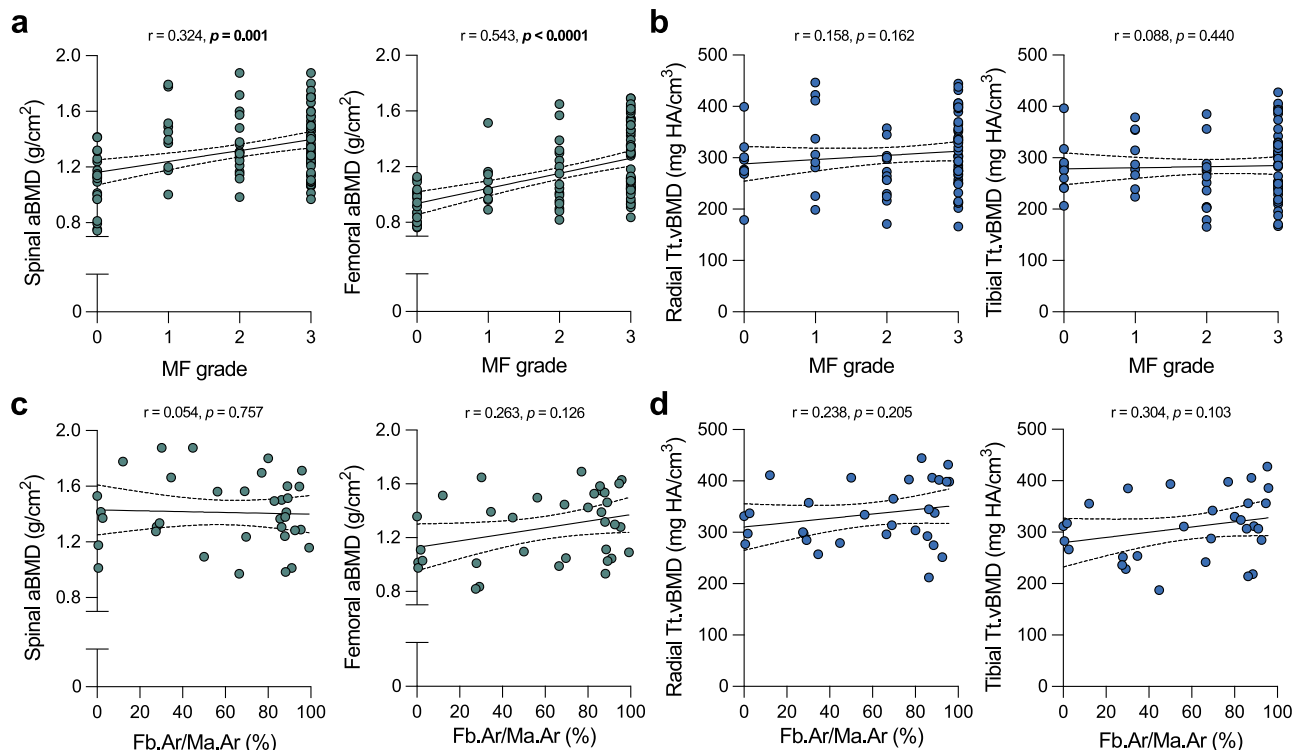 a
r = 0.324, p = 0.001
Spinal aBMD (g/cm²)
2.0
1.6
1.2
0.8
0
0 1 2 3
MF grade
r = 0.543, p < 0.0001
Femoral aBMD (g/cm²)
2.0
1.6
1.2
0.8
0
0 1 2 3
MF grade
b
r = 0.158, p = 0.162
Radial Tt.vBMD (mg HA/cm³)
500
400
300
200
100
0
0 1 2 3
MF grade
r = 0.088, p = 0.440
Tibial Tt.vBMD (mg HA/cm³)
500
400
300
200
100
0
0 1 2 3
MF grade
c
r = 0.054, p = 0.757
Spinal aBMD (g/cm²)
2.0
1.6
1.2
0.8
0
0 20 40 60 80 100
Fb.Ar/Ma.Ar (%)
r = 0.263, p = 0.126
Femoral aBMD (g/cm²)
2.0
1.6
1.2
0.8
0
0 20 40 60 80 100
Fb.Ar/Ma.Ar (%)
d
r = 0.238, p = 0.205
Radial Tt.vBMD (mg HA/cm³)
500
400
300
200
100
0
0 20 40 60 80 100
Fb.Ar/Ma.Ar (%)
r = 0.304, p = 0.103
Tibial Tt.vBMD (mg HA/cm³)
500
400
300
200
100
0
0 20 40 60 80 100
Fb.Ar/Ma.Ar (%)